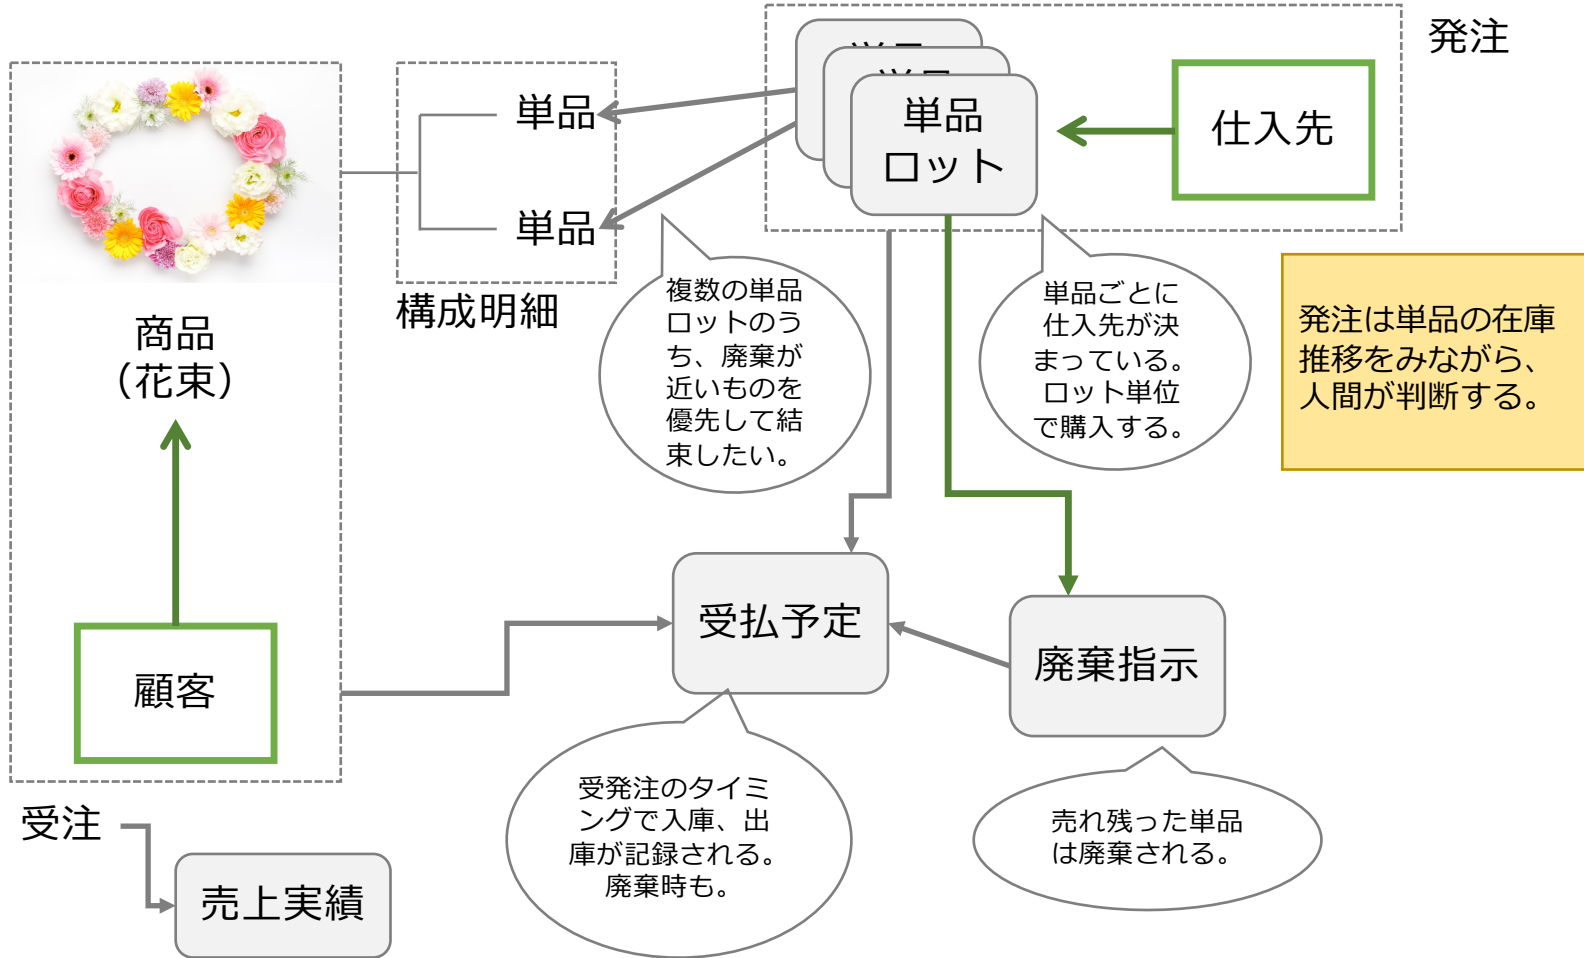 発注
単品
単品
単品
ロット
仕入先
単品
単品
構成明細
商品
（花束）
複数の単品
ロットのう
ち、廃棄が
近いものを
優先して結
束したい。
単品ごとに
仕入先が決
まっている。
ロット単位
で購入する。
発注は単品の在庫
推移をみながら、
人間が判断する。
受払予定
廃棄指示
顧客
受発注のタイミ
ングで入庫、出
庫が記録される。
廃棄時も。
売れ残った単品
は廃棄される。
受注
売上実績